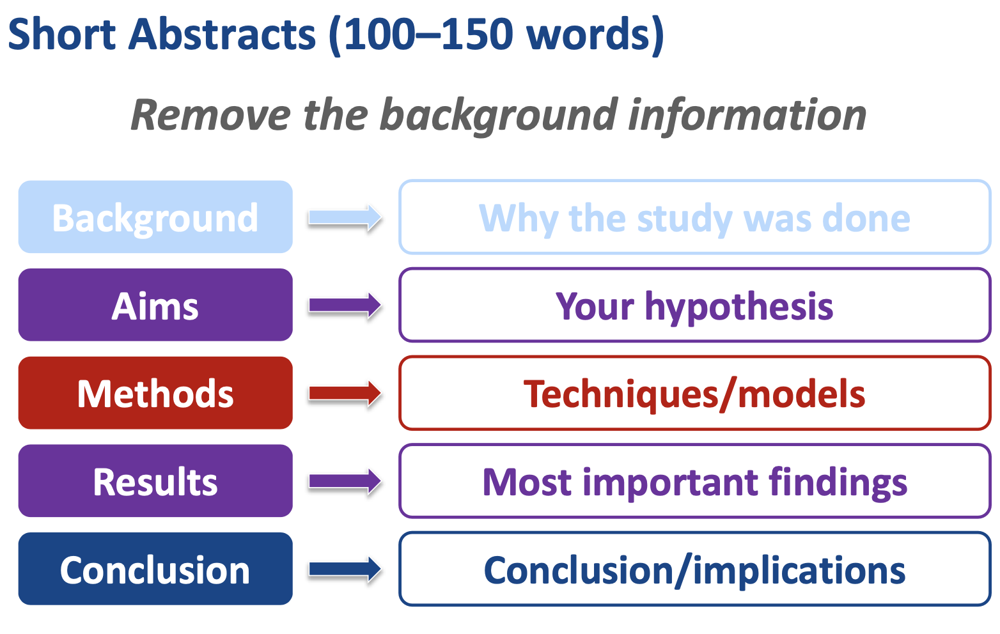 Short Abstracts (100–150 words)
Remove the background information
Background
Why the study was done
Aims
Your hypothesis
Methods
Techniques/models
Results
Most important findings
Conclusion
Conclusion/implications